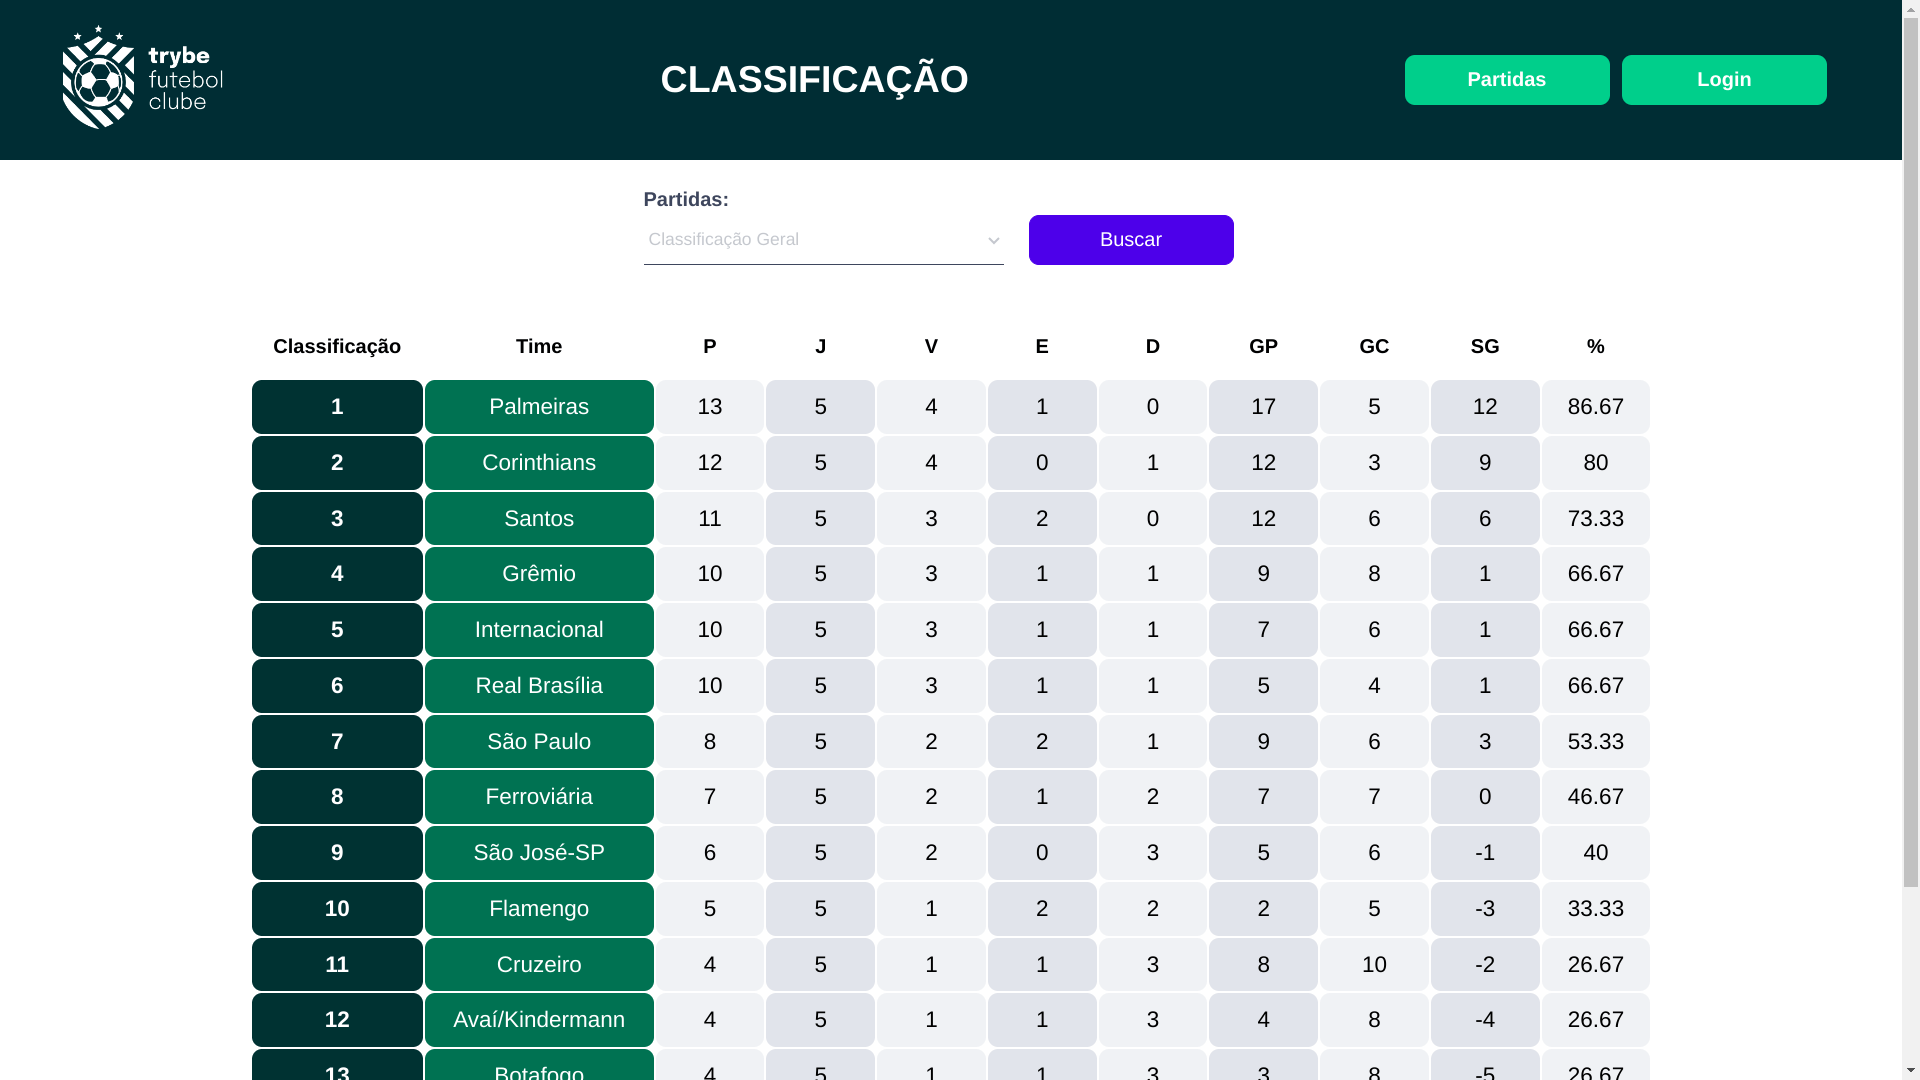 trybe
futebol
clube
CLASSIFICAÇÃO
Partidas
Login
Partidas:
Classificação Geral
Buscar
Classificação Time P J V E D GP GC SG %
1 Palmeiras 13 5 4 1 0 17 5 12 86.67
2 Corinthians 12 5 4 0 1 12 3 9 80
3 Santos 11 5 3 2 0 12 6 6 73.33
4 Grêmio 10 5 3 1 1 9 8 1 66.67
5 Internacional 10 5 3 1 1 7 6 1 66.67
6 Real Brasília 10 5 3 1 1 5 4 1 66.67
7 São Paulo 8 5 2 2 1 9 6 3 53.33
8 Ferroviária 7 5 2 1 2 7 7 0 46.67
9 São José-SP 6 5 2 0 3 5 6 -1 40
10 Flamengo 5 5 1 2 2 2 5 -3 33.33
11 Cruzeiro 4 5 1 1 3 8 10 -2 26.67
12 Avaí/Kindermann 4 5 1 1 3 4 8 -4 26.67
13 Botafogo 4 5 1 1 3 3 8 -5 26.67